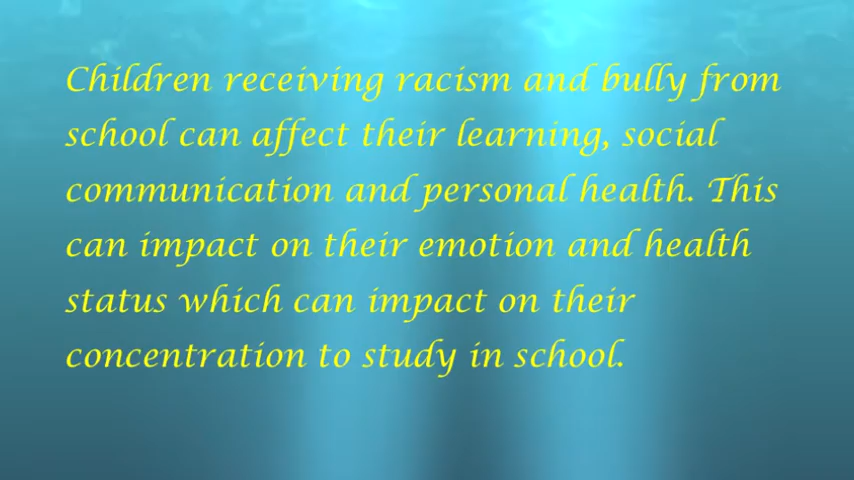 Children receiving racism and bully from
school can affect their learning, social
communication and personal health. This
can impact on their emotion and health
status which can impact on their
concentration to study in school.